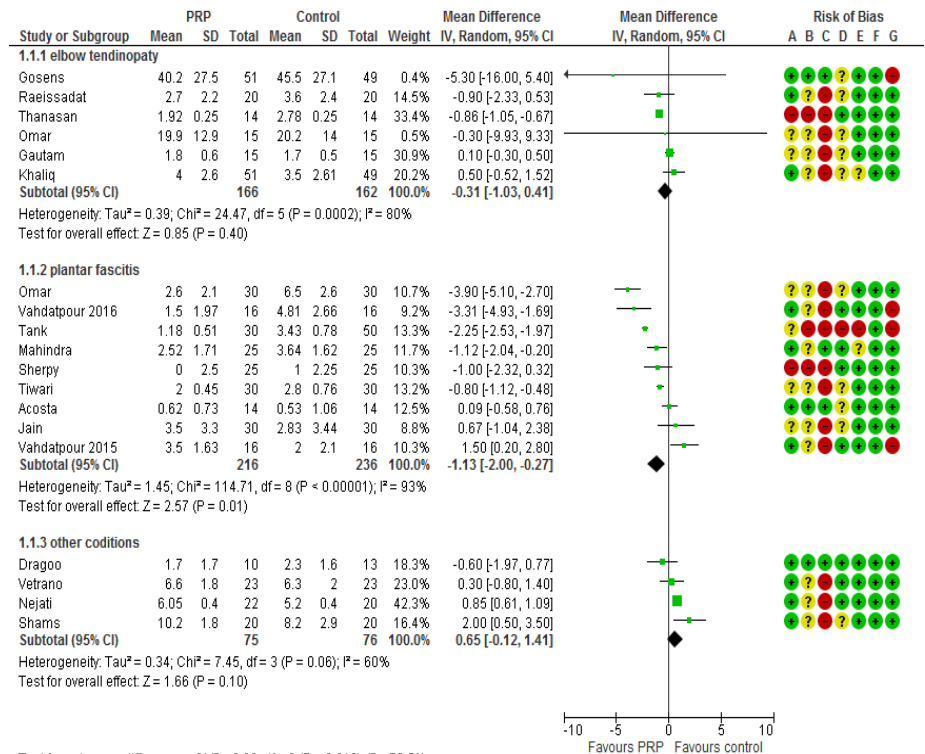 PRP Control Mean Difference Mean Difference Risk of Bias
Study or Subgroup Mean SD Total Mean SD Total Weight IV, Random, 95% CI IV, Random, 95% CI A B C D E F G
1.1.1 elbow tendinopaty
Gosens 40.2 27.5 51 45.5 27.1 49 0.4% -5.30 [-16.00, 5.40] + + + ? + + -
Raeissadat 2.7 2.2 20 3.6 2.4 20 14.5% -0.90 [-2.33, 0.53] + ? - ? + + +
Thanasan 1.92 0.25 14 2.78 0.25 14 33.4% -0.86 [-1.05, -0.67] - - - + + + +
Omar 19.9 12.9 15 20.2 14 15 0.5% -0.30 [-9.93, 9.33] ? ? - ? + + +
Gautam 1.8 0.6 15 1.7 0.5 15 30.9% 0.10 [-0.30, 0.50] ? ? - ? + + +
Khaliq 4 2.6 51 3.5 2.61 49 20.2% 0.50 [-0.52, 1.52] + ? - ? ? + +
Subtotal (95% CI) 166 162 100.0% -0.31 [-1.03, 0.41]
Heterogeneity: Tau² = 0.39; Chi² = 24.47, df = 5 (P = 0.0002); I² = 80%
Test for overall effect: Z = 0.85 (P = 0.40)
1.1.2 plantar fascitis
Omar 2.6 2.1 30 6.5 2.6 30 10.7% -3.90 [-5.10, -2.70] ? ? - ? + + +
Vahdatpour 2016 1.5 1.97 16 4.81 2.66 16 9.1% -3.31 [-4.93, -1.69] + ? - + + + -
Tank 1.18 0.51 30 3.43 0.78 50 13.3% -2.25 [-2.53, -1.97] ? - - - - + -
Mahindra 2.52 1.71 25 3.64 1.62 25 11.7% -1.12 [-2.04, -0.20] + ? + + ? + +
Sherpy 0 2.5 25 1 2.25 25 10.3% -1.00 [-2.32, 0.32] - - - + + + +
Tiwari 2 0.45 30 2.8 0.76 30 13.2% -0.80 [-1.12, -0.48] ? ? - ? + + +
Acosta 0.62 0.73 14 0.53 1.06 14 12.5% 0.09 [-0.58, 0.76] + + + ? + + +
Jain 3.5 3.3 30 2.83 3.44 30 8.8% 0.67 [-1.04, 2.38] ? ? - ? + + +
Vahdatpour 2015 3.5 1.63 16 2 2.1 16 10.3% 1.50 [0.20, 2.80] + ? - + + + -
Subtotal (95% CI) 216 236 100.0% -1.13 [-2.00, -0.27]
Heterogeneity: Tau² = 1.45; Chi² = 114.71, df = 8 (P < 0.00001); I² = 93%
Test for overall effect: Z = 2.57 (P = 0.01)
1.1.3 other coditions
Dragoo 1.7 1.7 10 2.3 1.6 13 18.3% -0.60 [-1.97, 0.77] + + + + + + +
Vetrano 6.6 1.8 23 6.3 2 23 23.0% 0.30 [-0.80, 1.40] + ? - + + + +
Nejati 6.05 0.4 22 5.2 0.4 20 42.3% 0.85 [0.61, 1.09] + ? - + + + +
Shams 10.2 1.8 20 8.2 2.9 20 16.4% 2.00 [0.50, 3.50] ? ? - ? + + +
Subtotal (95% CI) 75 76 100.0% 0.65 [-0.12, 1.41]
Heterogeneity: Tau² = 0.34; Chi² = 7.45, df = 3 (P = 0.06); I² = 60%
Test for overall effect: Z = 1.66 (P = 0.10)
-10 -5 0 5 10
Favours PRP Favours control